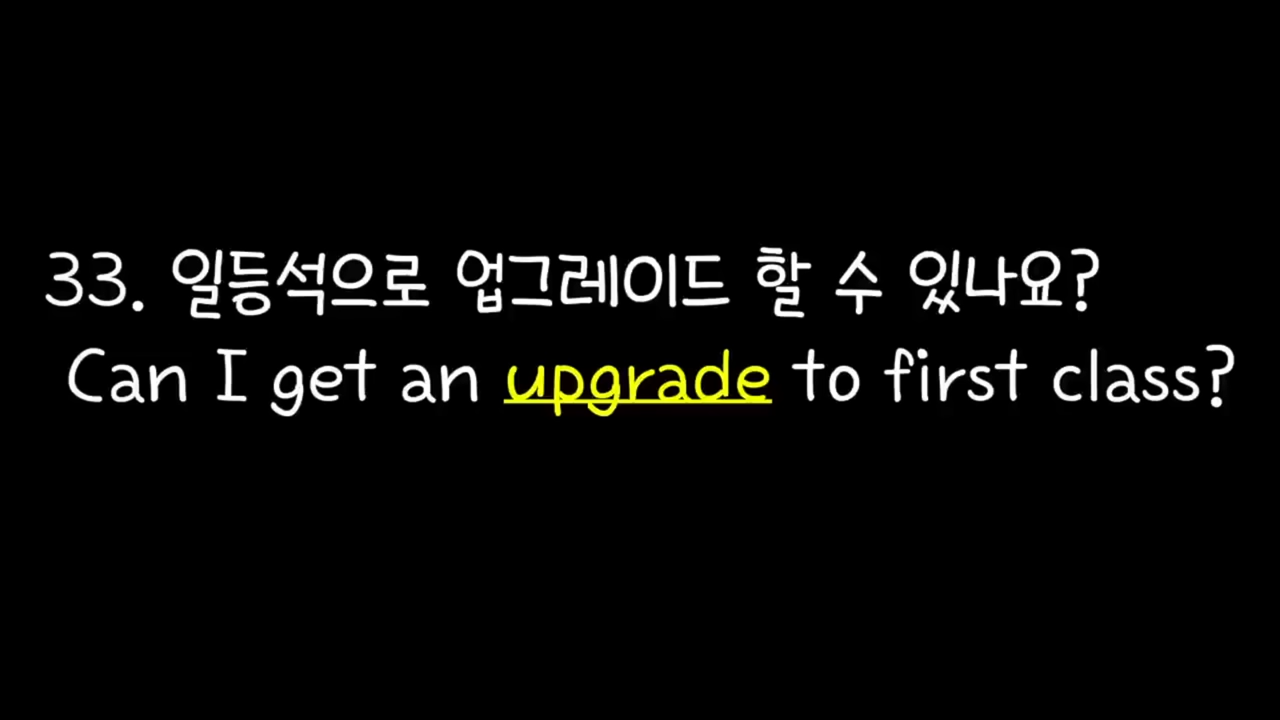 33. 일등석으로 업그레이드 할 수 있나요?
Can I get an upgrade to first class?